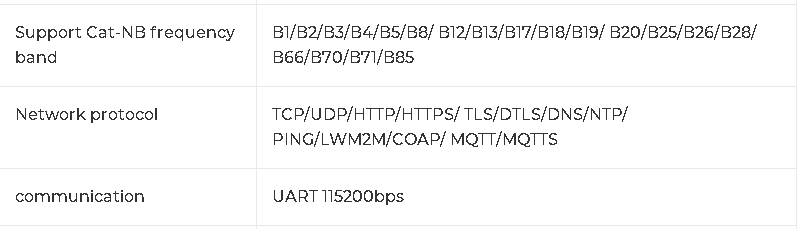 Support Cat-NB frequency band
B1/B2/B3/B4/B5/B8/ B12/B13/B17/B18/B19/ B20/B25/B26/B28/
B66/B70/B71/B85
Network protocol
TCP/UDP/HTTP/HTTPS/ TLS/DTLS/DNS/NTP/
PING/LWM2M/COAP/ MQTT/MQTTS
communication
UART 115200bps